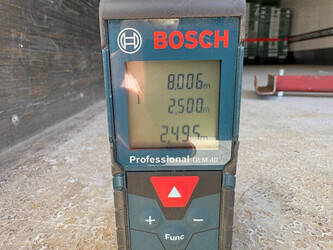 BOSCH
8.006m
2.500m
2.495m
Professional GLM 40
Func